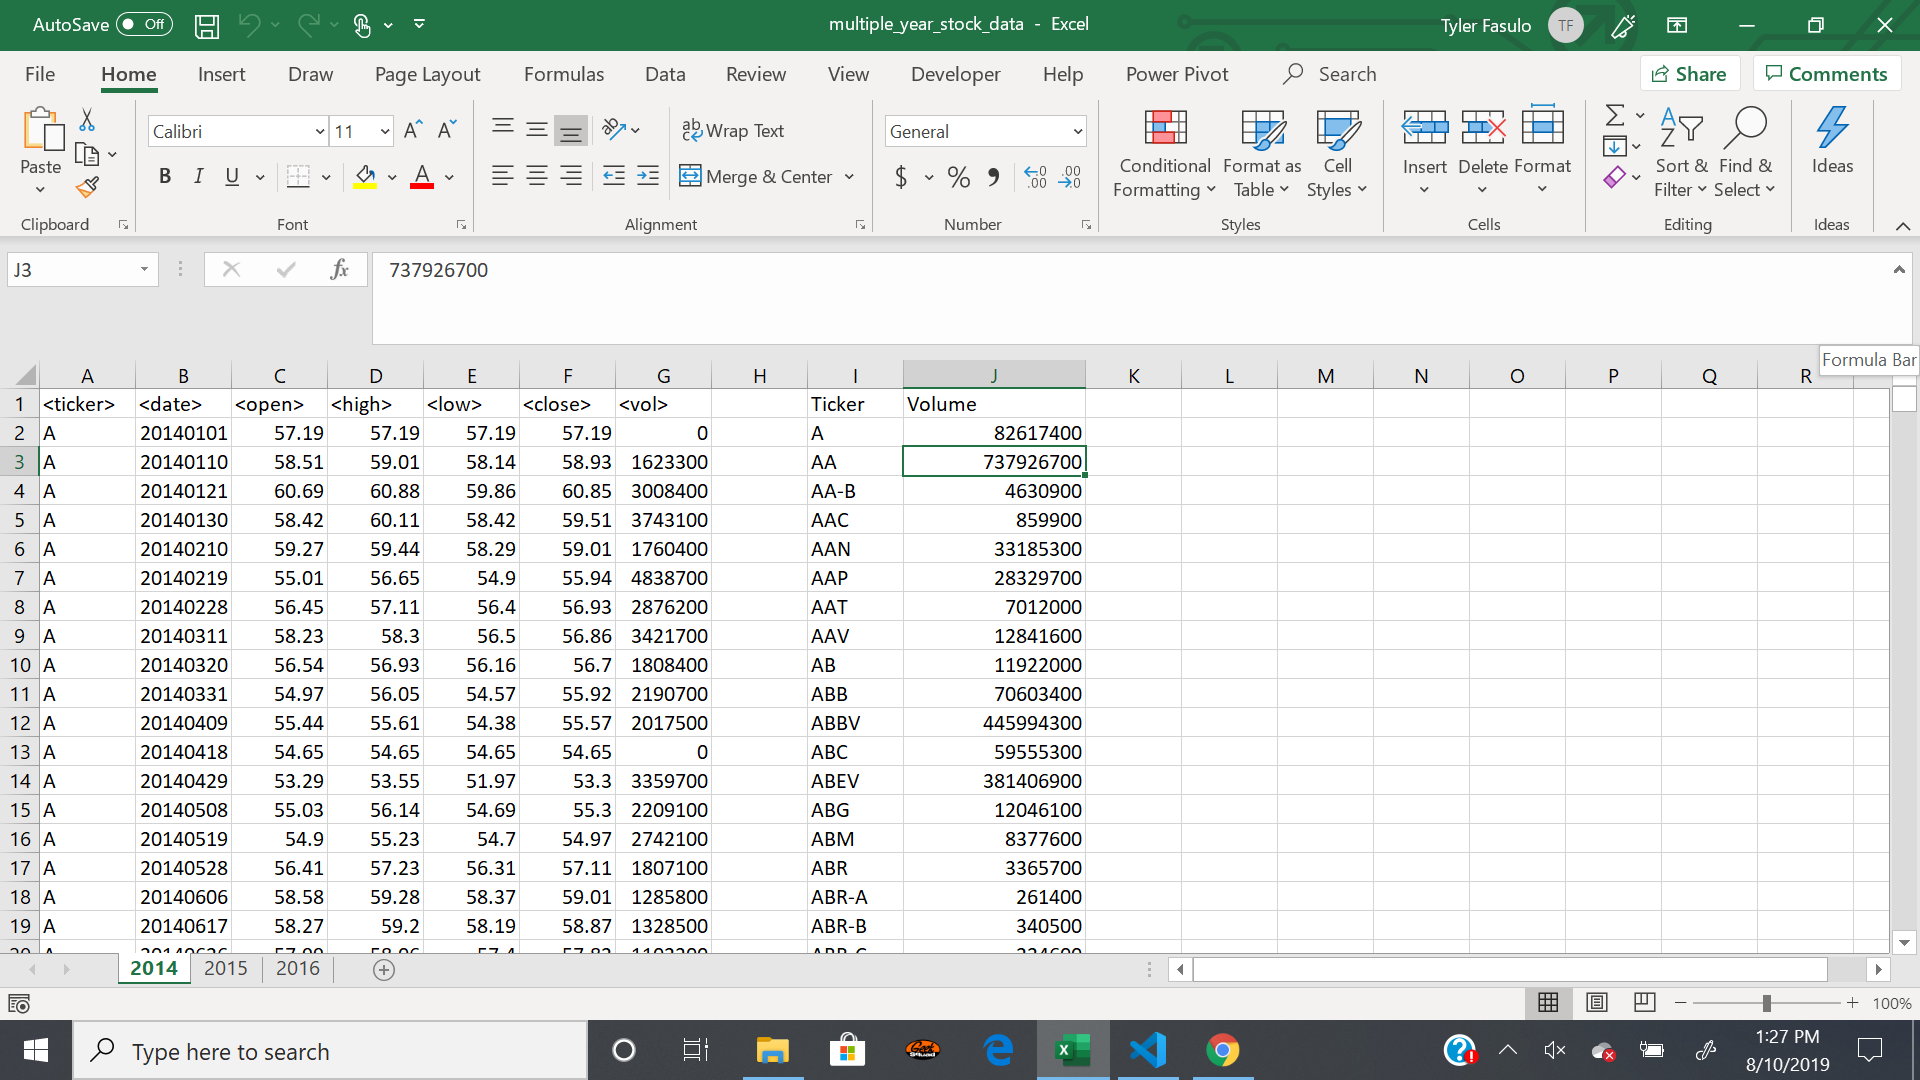 AutoSave Off multiple_year_stock_data - Excel Tyler Fasulo TF
File Home Insert Draw Page Layout Formulas Data Review View Developer Help Power Pivot Search Share Comments
Paste Calibri 11 A A ab Wrap Text General Conditional Formatting Format as Table Cell Styles Insert Delete Format Sort & Filter Find & Select Ideas
B I U A Merge & Center $ % .00 .00
Clipboard Font Alignment Number Styles Cells Editing Ideas
J3 fx 737926700
Formula Bar
A B C D E F G H I J K L M N O P Q R
1 <ticker> <date> <open> <high> <low> <close> <vol> Ticker Volume
2 A 20140101 57.19 57.19 57.19 57.19 0 A 82617400
3 A 20140110 58.51 59.01 58.14 58.93 1623300 AA 737926700
4 A 20140121 60.69 60.88 59.86 60.85 3008400 AA-B 4630900
5 A 20140130 58.42 60.11 58.42 59.51 3743100 AAC 859900
6 A 20140210 59.27 59.44 58.29 59.01 1760400 AAN 33185300
7 A 20140219 55.01 56.65 54.9 55.94 4838700 AAP 28329700
8 A 20140228 56.45 57.11 56.4 56.93 2876200 AAT 7012000
9 A 20140311 58.23 58.3 56.5 56.86 3421700 AAV 12841600
10 A 20140320 56.54 56.93 56.16 56.7 1808400 AB 11922000
11 A 20140331 54.97 56.05 54.57 55.92 2190700 ABB 70603400
12 A 20140409 55.44 55.61 54.38 55.57 2017500 ABBV 445994300
13 A 20140418 54.65 54.65 54.65 54.65 0 ABC 59555300
14 A 20140429 53.29 53.55 51.97 53.3 3359700 ABEV 381406900
15 A 20140508 55.03 56.14 54.69 55.3 2209100 ABG 12046100
16 A 20140519 54.9 55.23 54.7 54.97 2742100 ABM 8377600
17 A 20140528 56.41 57.23 56.31 57.11 1807100 ABR 3365700
18 A 20140606 58.58 59.28 58.37 59.01 1285800 ABR-A 261400
19 A 20140617 58.27 59.2 58.19 58.87 1328500 ABR-B 340500
2014 2015 2016
100%
Type here to search 1:27 PM
8/10/2019